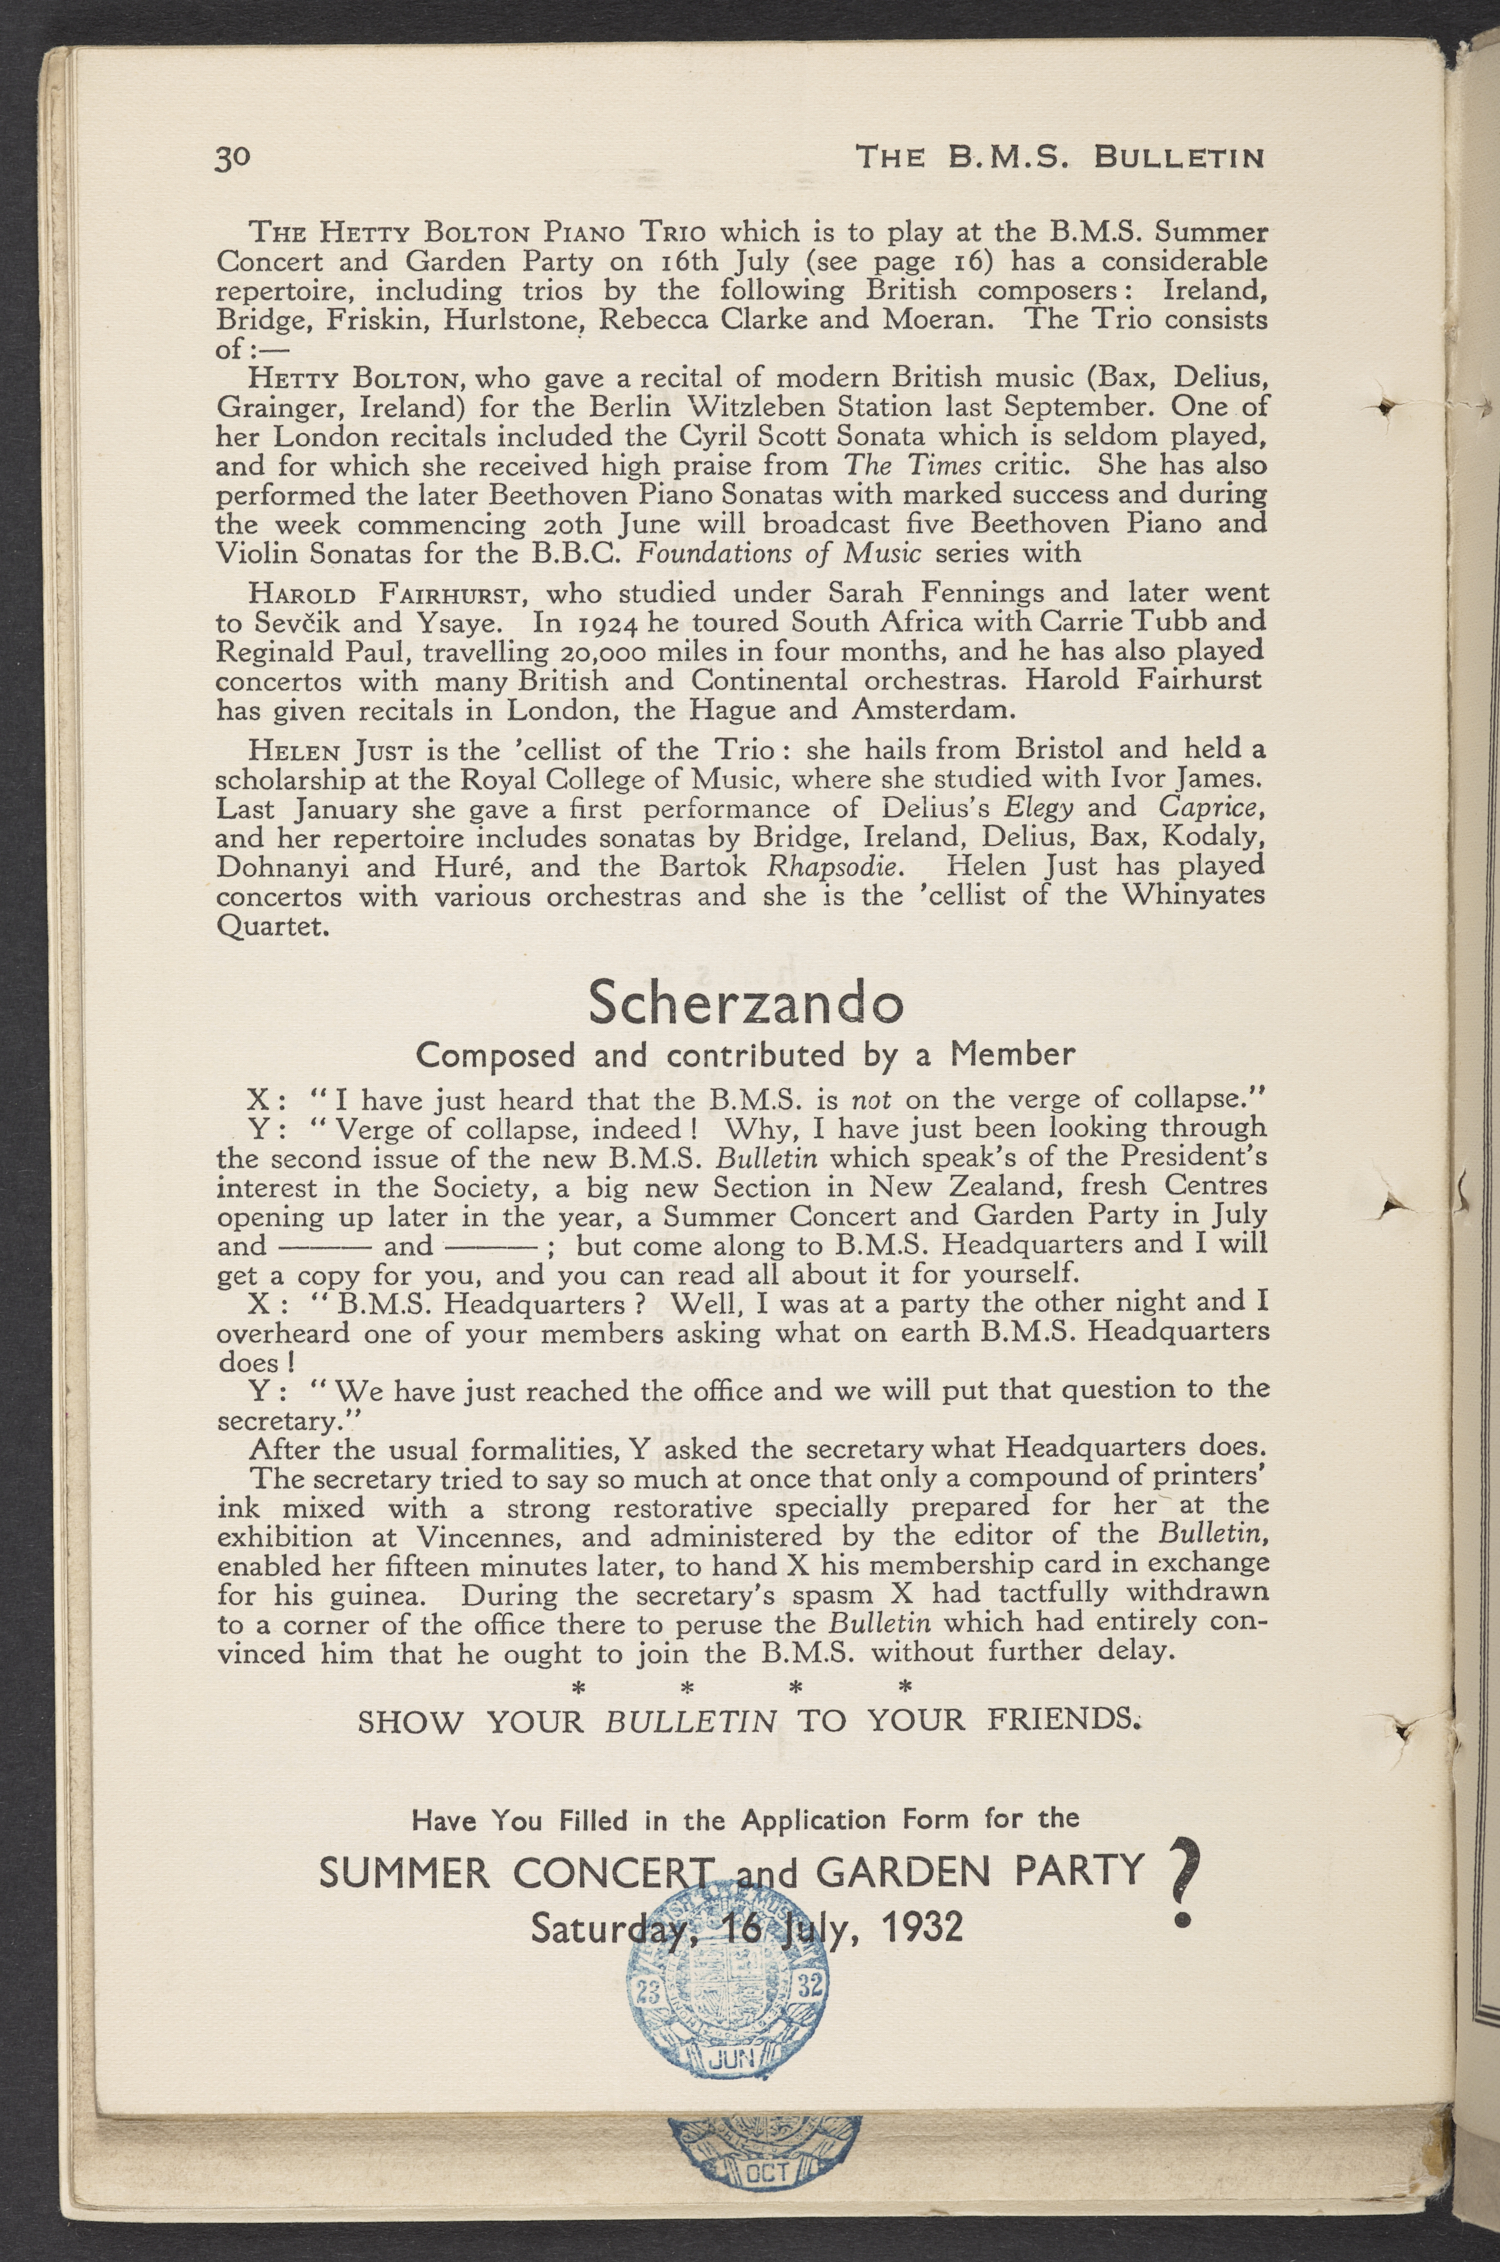 30 THE B.M.S. BULLETIN
THE HETTY BOLTON PIANO TRIO which is to play at the B.M.S. Summer
Concert and Garden Party on 16th July (see page 16) has a considerable
repertoire, including trios by the following British composers: Ireland,
Bridge, Friskin, Hurlstone, Rebecca Clarke and Moeran. The Trio consists
of :—
HETTY BOLTON, who gave a recital of modern British music (Bax, Delius,
Grainger, Ireland) for the Berlin Witzleben Station last September. One of
her London recitals included the Cyril Scott Sonata which is seldom played,
and for which she received high praise from The Times critic. She has also
performed the later Beethoven Piano Sonatas with marked success and during
the week commencing 20th June will broadcast five Beethoven Piano and
Violin Sonatas for the B.B.C. Foundations of Music series with
HAROLD FAIRHURST, who studied under Sarah Fennings and later went
to Sevčik and Ysaye. In 1924 he toured South Africa with Carrie Tubb and
Reginald Paul, travelling 20,000 miles in four months, and he has also played
concertos with many British and Continental orchestras. Harold Fairhurst
has given recitals in London, the Hague and Amsterdam.
HELEN JUST is the 'cellist of the Trio : she hails from Bristol and held a
scholarship at the Royal College of Music, where she studied with Ivor James.
Last January she gave a first performance of Delius's Elegy and Caprice,
and her repertoire includes sonatas by Bridge, Ireland, Delius, Bax, Kodaly,
Dohnanyi and Huré, and the Bartok Rhapsodie. Helen Just has played
concertos with various orchestras and she is the 'cellist of the Whinyates
Quartet.
Scherzando
Composed and contributed by a Member
X : “ I have just heard that the B.M.S. is not on the verge of collapse.”
Y : “ Verge of collapse, indeed ! Why, I have just been looking through
the second issue of the new B.M.S. Bulletin which speak's of the President's
interest in the Society, a big new Section in New Zealand, fresh Centres
opening up later in the year, a Summer Concert and Garden Party in July
and ——— and ——— ; but come along to B.M.S. Headquarters and I will
get a copy for you, and you can read all about it for yourself.
X : “ B.M.S. Headquarters ? Well, I was at a party the other night and I
overheard one of your members asking what on earth B.M.S. Headquarters
does !
Y : “ We have just reached the office and we will put that question to the
secretary.”
After the usual formalities, Y asked the secretary what Headquarters does.
The secretary tried to say so much at once that only a compound of printers'
ink mixed with a strong restorative specially prepared for her at the
exhibition at Vincennes, and administered by the editor of the Bulletin,
enabled her fifteen minutes later, to hand X his membership card in exchange
for his guinea. During the secretary's spasm X had tactfully withdrawn
to a corner of the office there to peruse the Bulletin which had entirely con-
vinced him that he ought to join the B.M.S. without further delay.
* * * *
SHOW YOUR BULLETIN TO YOUR FRIENDS.
Have You Filled in the Application Form for the
SUMMER CONCERT and GARDEN PARTY ?
Saturday, 16 July, 1932
23 32
JUN
OCT